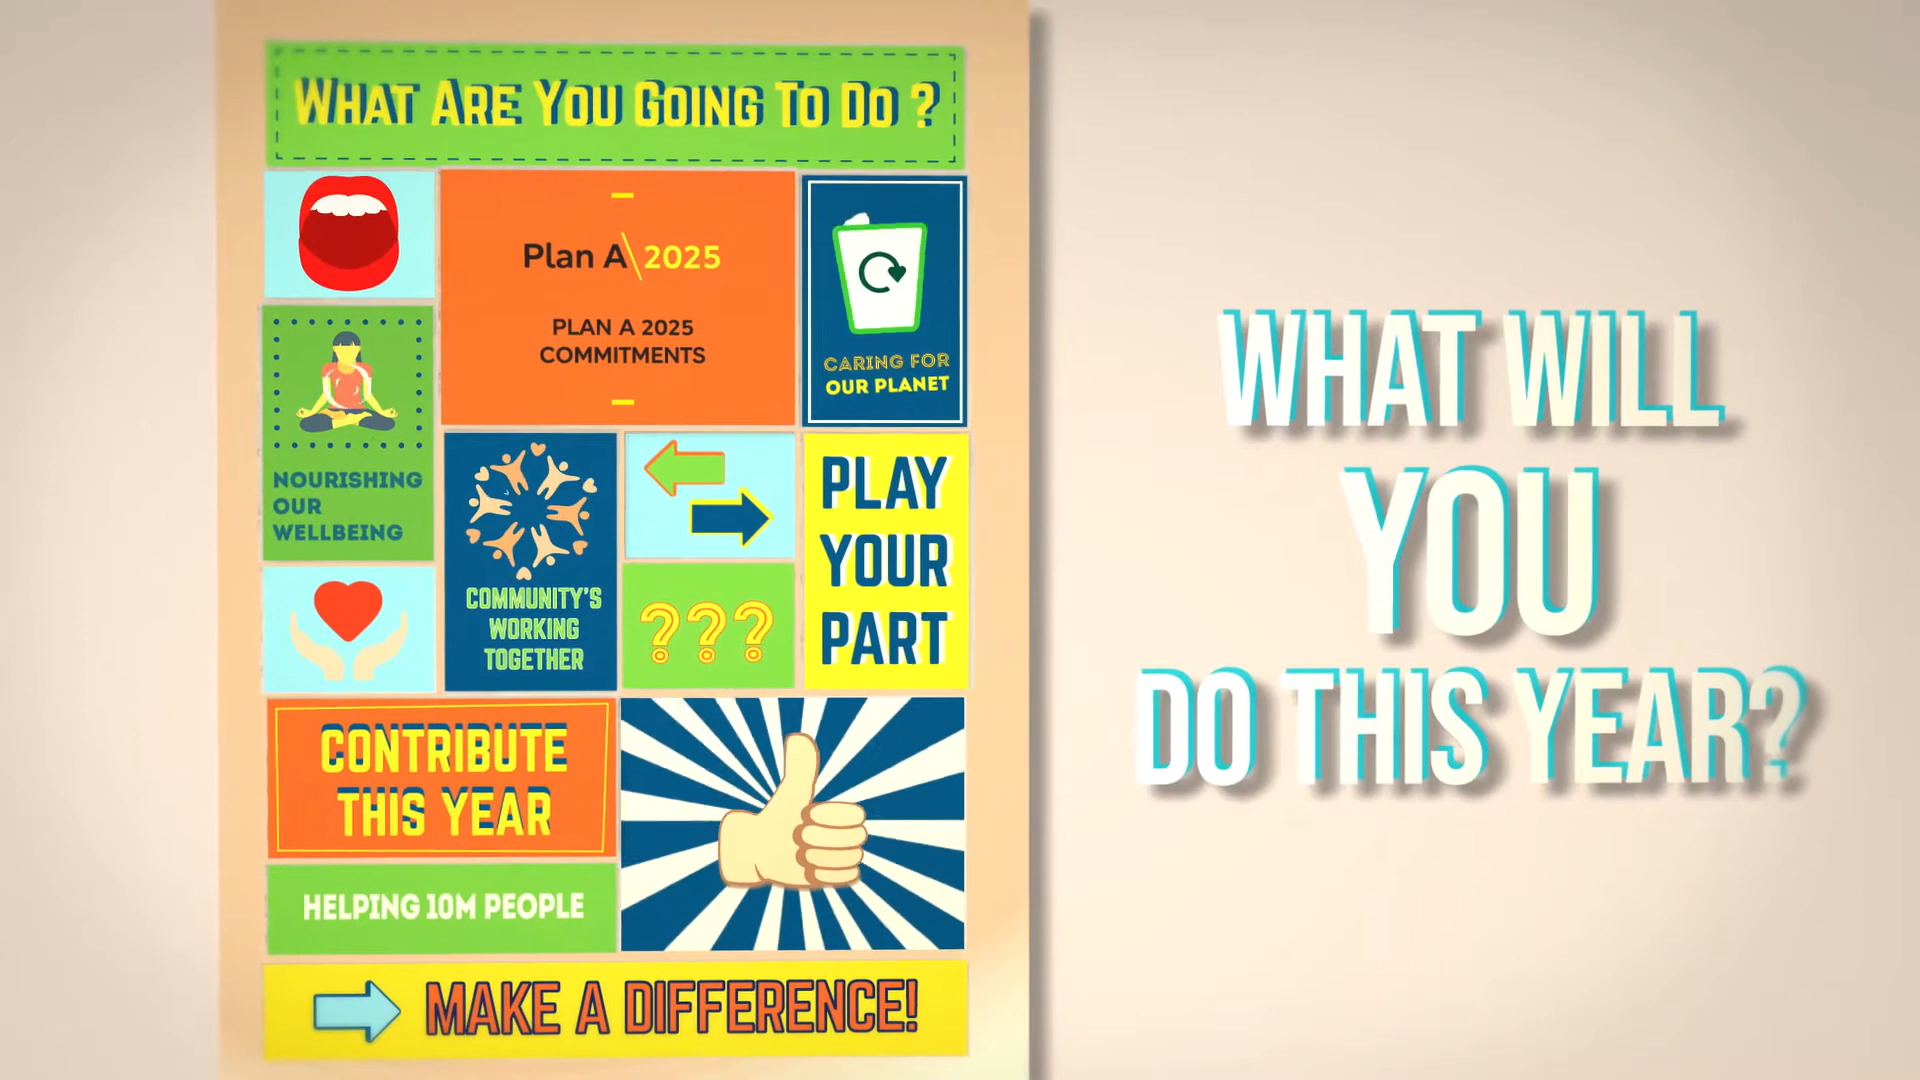 What Are You Going To Do ?
Plan A\2025
PLAN A 2025
COMMITMENTS
CARING FOR
OUR PLANET
NOURISHING
OUR
WELLBEING
COMMUNITY'S
WORKING
TOGETHER
???
PLAY
YOUR
PART
CONTRIBUTE
THIS YEAR
HELPING 10M PEOPLE
MAKE A DIFFERENCE!
WHAT WILL
YOU
DO THIS YEAR?